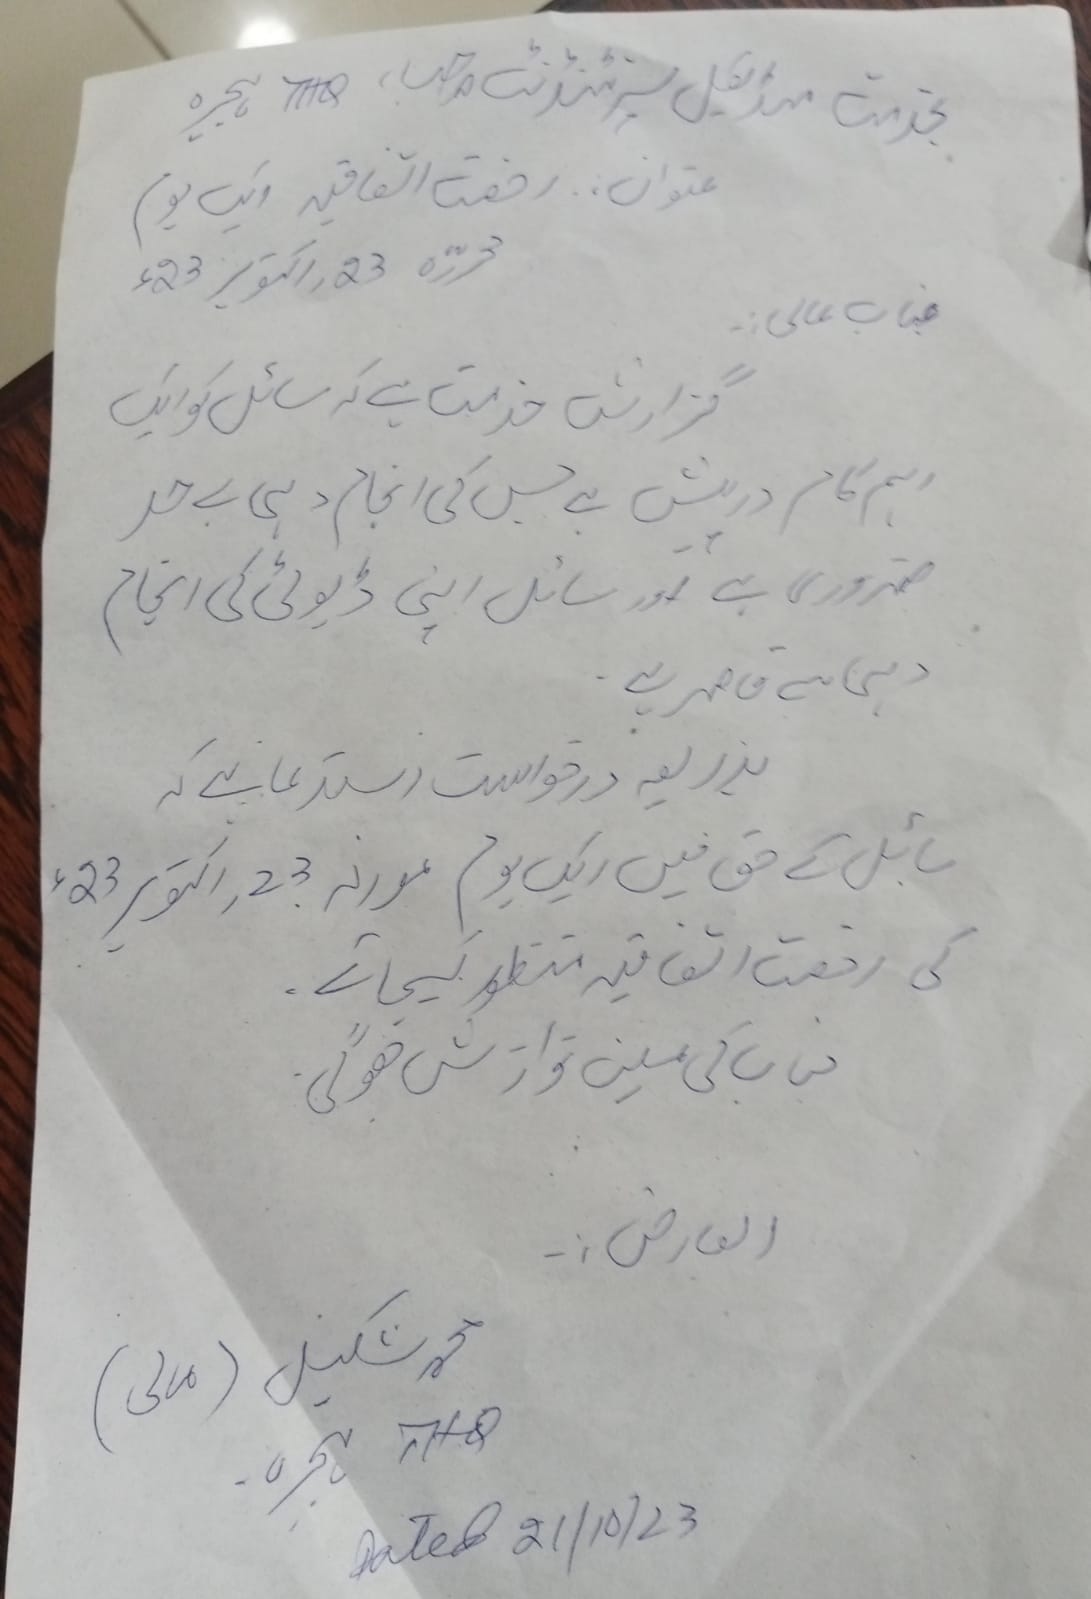 بخدمت میڈیکل سپرنٹنڈنٹ صاحب، THQ ہجیرہ
عنوان:۔ رخصت اتفاقیہ ایک یوم
محررہ 23 اکتوبر 23ء
جناب عالی:۔
گزارش خدمت ہے کہ سائل کو ایک
اہم کام درپیش ہے جس کی انجام دہی بے حد
ضروری ہے اور سائل اپنی ڈیوٹی کی انجام
دہی سے قاصر ہے۔
بذریعہ درخواست استدعا ہے کہ
سائل کے حق میں ایک یوم مورخہ 23 اکتوبر 23ء
کی رخصت اتفاقیہ منظور کیجائے۔
جناب کی عین نوازش ہوگی۔
العارض:۔
محمد شکیل (مالی)
THQ ہجیرہ۔
Dated 21/10/23